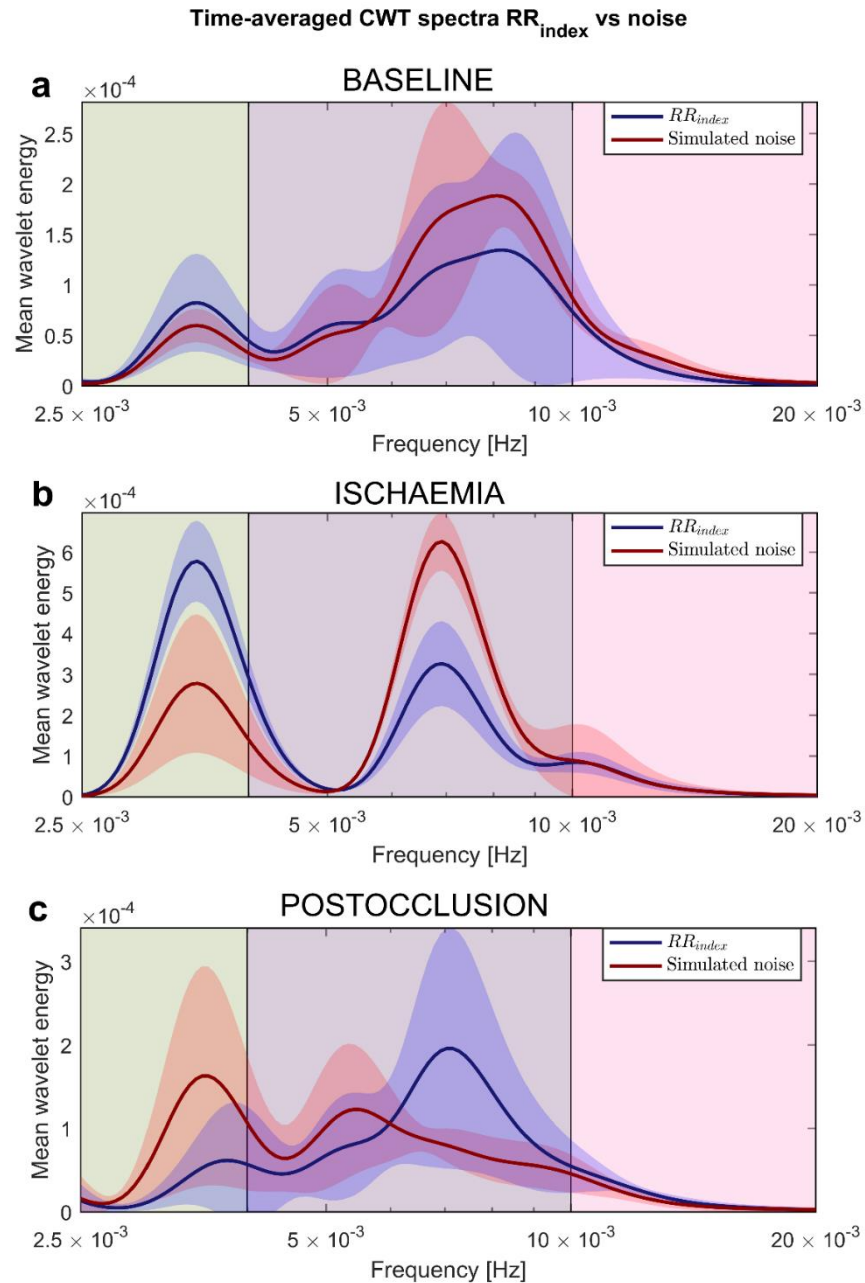 Time-averaged CWT spectra RR_index vs noise
a
×10⁻⁴
BASELINE
RR_index
Simulated noise
Mean wavelet energy
2.5
2
1.5
1
0.5
0
2.5 × 10⁻³
5 × 10⁻³
10 × 10⁻³
20 × 10⁻³
Frequency [Hz]
b
×10⁻⁴
ISCHAEMIA
RR_index
Simulated noise
Mean wavelet energy
6
5
4
3
2
1
0
2.5 × 10⁻³
5 × 10⁻³
10 × 10⁻³
20 × 10⁻³
Frequency [Hz]
c
×10⁻⁴
POSTOCCLUSION
RR_index
Simulated noise
Mean wavelet energy
3
2
1
0
2.5 × 10⁻³
5 × 10⁻³
10 × 10⁻³
20 × 10⁻³
Frequency [Hz]